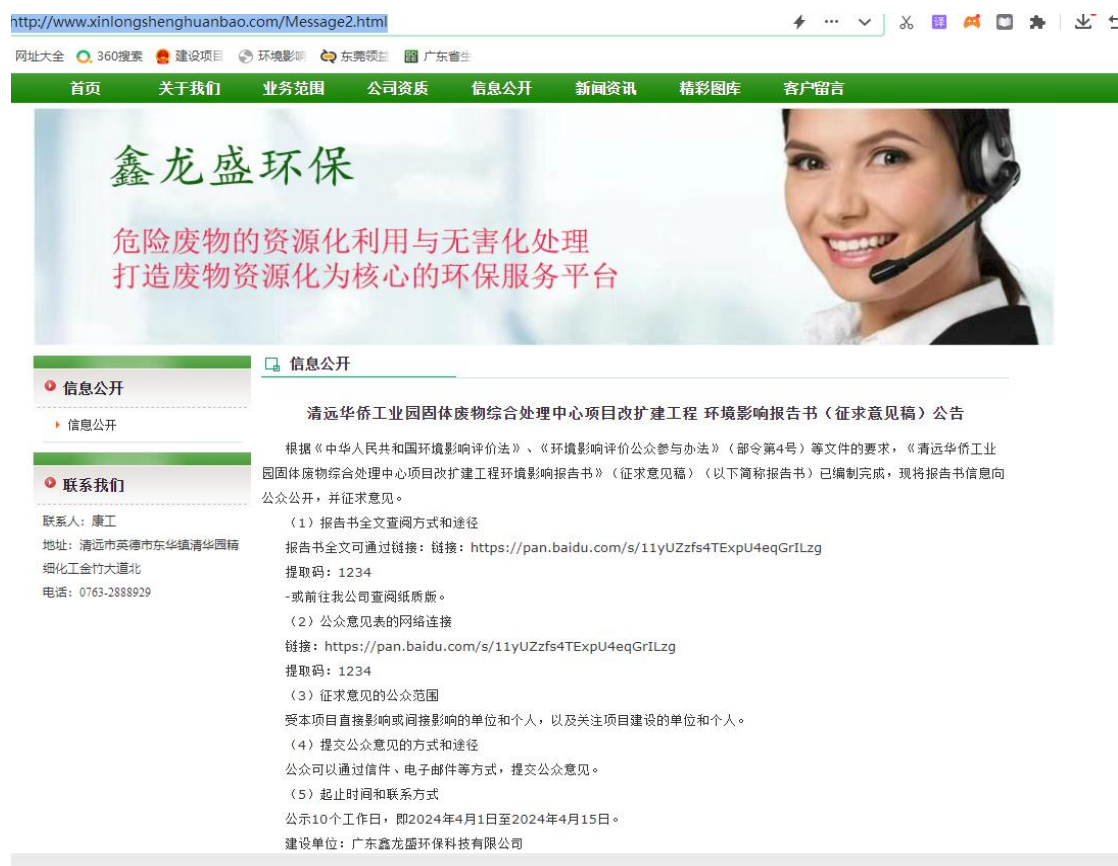 http://www.xinlongshenghuanbao.com/Message2.html
译
网址大全 360搜索 建设项目 环境影响 东莞领益 广东省生
首页 关于我们 业务范围 公司资质 信息公开 新闻资讯 精彩图库 客户留言
鑫龙盛环保
危险废物的资源化利用与无害化处理
打造废物资源化为核心的环保服务平台
信息公开
信息公开
联系我们
联系人：康工
地址：清远市英德市东华镇清华园精
细化工金竹大道北
电话：0763-2888929
信息公开
清远华侨工业园固体废物综合处理中心项目改扩建工程 环境影响报告书（征求意见稿）公告
根据《中华人民共和国环境影响评价法》、《环境影响评价公众参与办法》（部令第4号）等文件的要求，《清远华侨工业
园固体废物综合处理中心项目改扩建工程环境影响报告书》（征求意见稿）（以下简称报告书）已编制完成，现将报告书信息向
公众公开，并征求意见。
（1）报告书全文查阅方式和途径
报告书全文可通过链接：链接：https://pan.baidu.com/s/11yUZzfs4TExpU4eqGrILzg
提取码：1234
-或前往我公司查阅纸质版。
（2）公众意见表的网络连接
链接：https://pan.baidu.com/s/11yUZzfs4TExpU4eqGrILzg
提取码：1234
（3）征求意见的公众范围
受本项目直接影响或间接影响的单位和个人，以及关注项目建设的单位和个人。
（4）提交公众意见的方式和途径
公众可以通过信件、电子邮件等方式，提交公众意见。
（5）起止时间和联系方式
公示10个工作日，即2024年4月1日至2024年4月15日。
建设单位：广东鑫龙盛环保科技有限公司